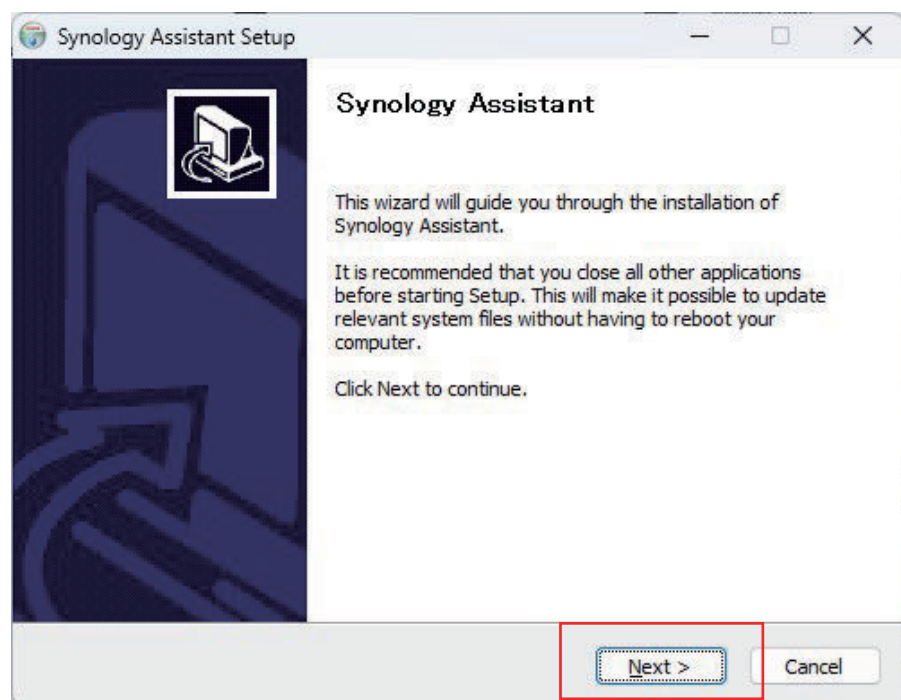 Synology Assistant Setup
Synology Assistant
This wizard will guide you through the installation of
Synology Assistant.
It is recommended that you close all other applications
before starting Setup. This will make it possible to update
relevant system files without having to reboot your
computer.
Click Next to continue.
Next >
Cancel